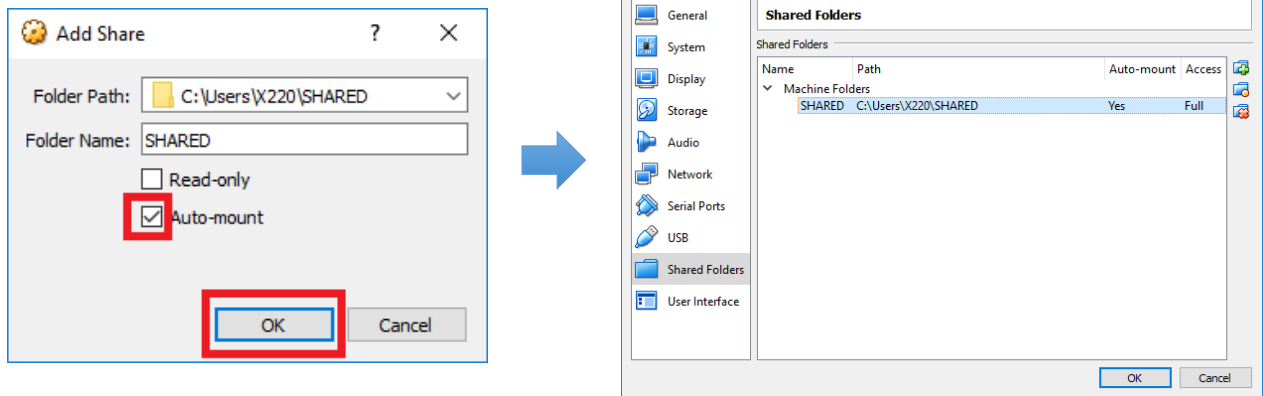 Add Share
?
Folder Path: C:\Users\X220\SHARED
Folder Name: SHARED
Read-only
Auto-mount
OK Cancel
General
System
Display
Storage
Audio
Network
Serial Ports
USB
Shared Folders
User Interface
Shared Folders
Shared Folders
Name Path Auto-mount Access
Machine Folders
SHARED C:\Users\X220\SHARED Yes Full
OK Cancel